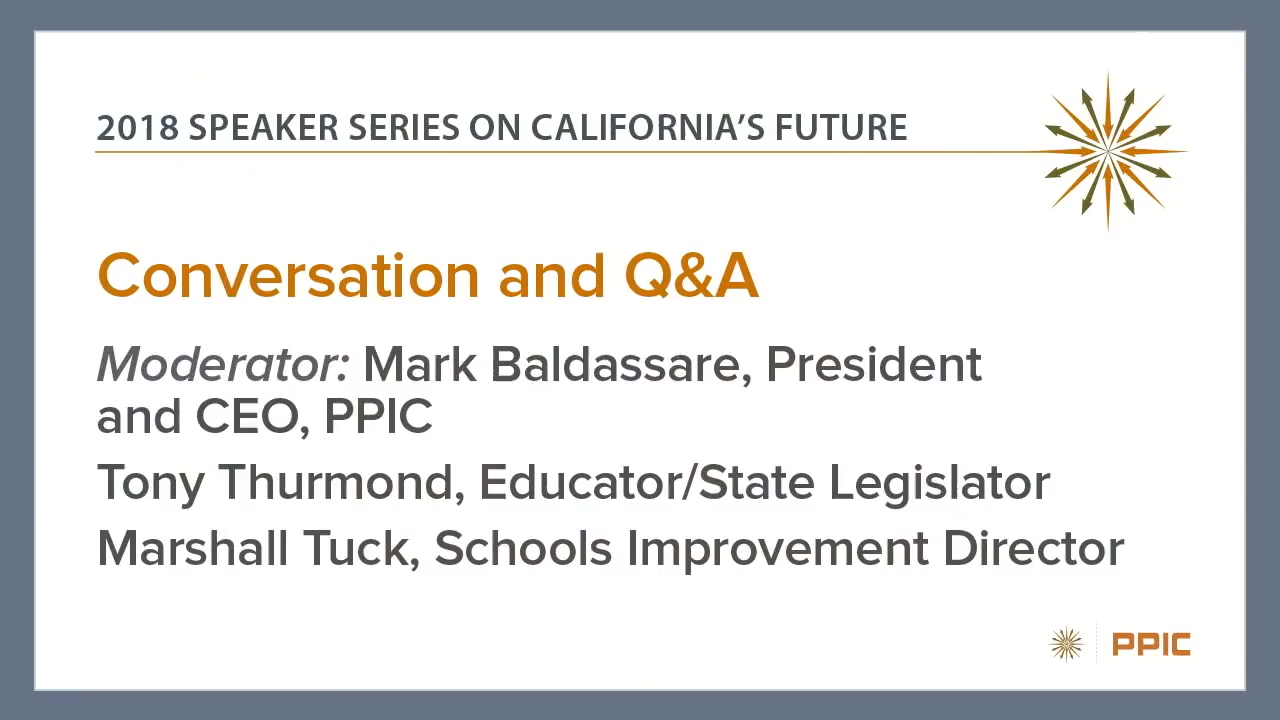 2018 SPEAKER SERIES ON CALIFORNIA’S FUTURE
Conversation and Q&A
Moderator: Mark Baldassare, President
and CEO, PPIC
Tony Thurmond, Educator/State Legislator
Marshall Tuck, Schools Improvement Director
PPIC